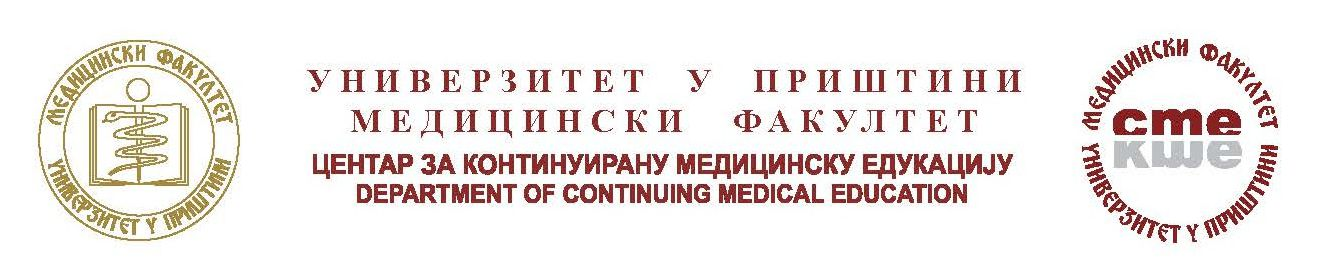 МЕДИЦИНСКИ ФАКУЛТЕТ
УНИВЕРЗИТЕТ У ПРИШТИНИ
УНИВЕРЗИТЕТ У ПРИШТИНИ
МЕДИЦИНСКИ ФАКУЛТЕТ
ЦЕНТАР ЗА КОНТИНУИРАНУ МЕДИЦИНСКУ ЕДУКАЦИЈУ
DEPARTMENT OF CONTINUING MEDICAL EDUCATION
МЕДИЦИНСКИ ФАКУЛТЕТ
cme
кме
УНИВЕРЗИТЕТ У ПРИШТИНИ